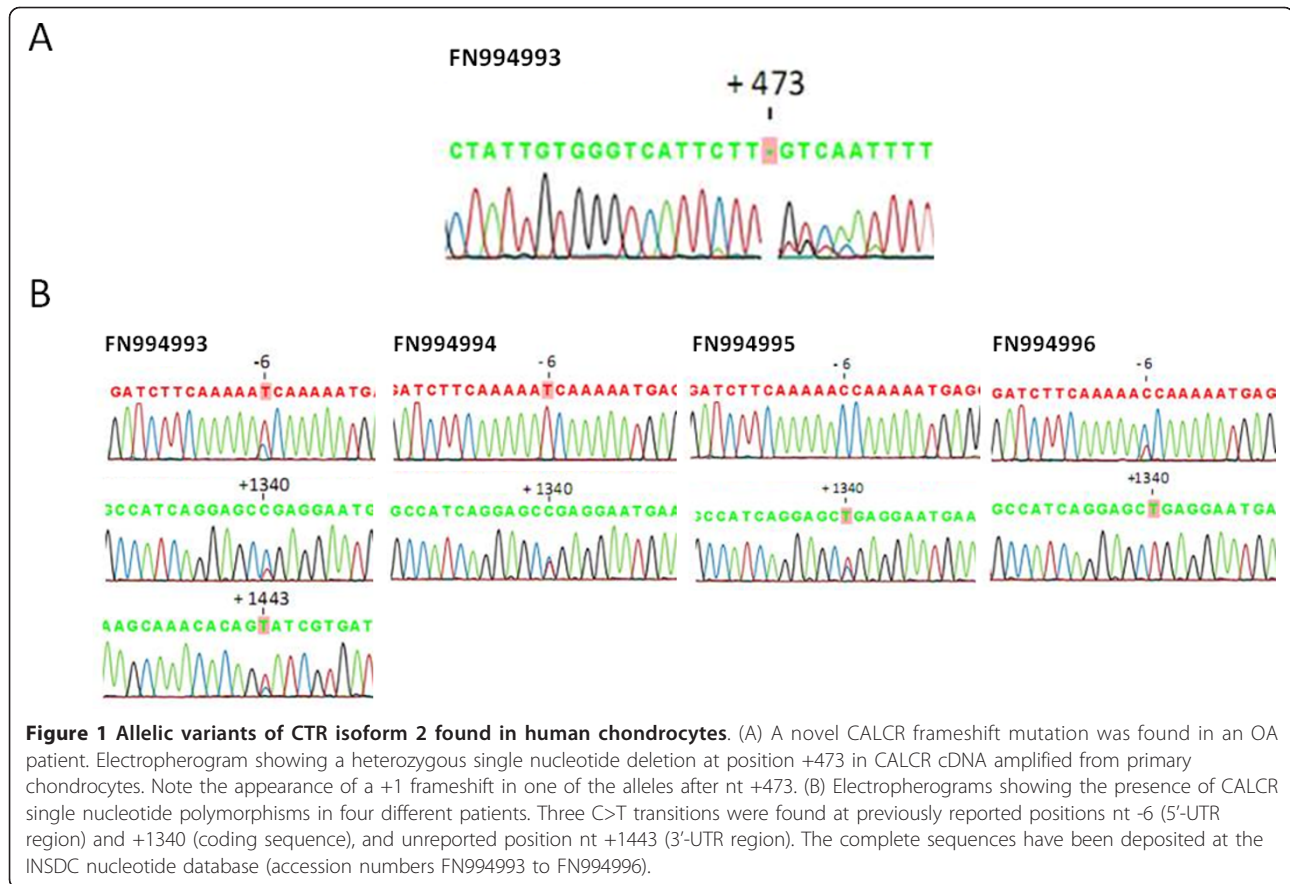 A
FN994993
+ 473
CTATTGTGGGTCATTCTT-GTCAATTTT
B
FN994993
-6
GATCTTCAAAAATCAAAAATGA
FN994994
- 6
GATCTTCAAAAATCAAAAATGAG
FN994995
- 6
GATCTTCAAAAACCAAAAATGAG
FN994996
-6
GATCTTCAAAAACCAAAAATGAG
+1340
GCCATCAGGAGCCGAGGAATG
+ 1340
GCCATCAGGAGCCGAGGAATGAA
+1340
GCCATCAGGAGCTGAGGAATGAA
+1340
GCCATCAGGAGCTGAGGAATGA
+ 1443
AAGCAAACACAGTATCGTGAT
Figure 1 Allelic variants of CTR isoform 2 found in human chondrocytes. (A) A novel CALCR frameshift mutation was found in an OA
patient. Electropherogram showing a heterozygous single nucleotide deletion at position +473 in CALCR cDNA amplified from primary
chondrocytes. Note the appearance of a +1 frameshift in one of the alleles after nt +473. (B) Electropherograms showing the presence of CALCR
single nucleotide polymorphisms in four different patients. Three C>T transitions were found at previously reported positions nt -6 (5'-UTR
region) and +1340 (coding sequence), and unreported position nt +1443 (3'-UTR region). The complete sequences have been deposited at the
INSDC nucleotide database (accession numbers FN994993 to FN994996).